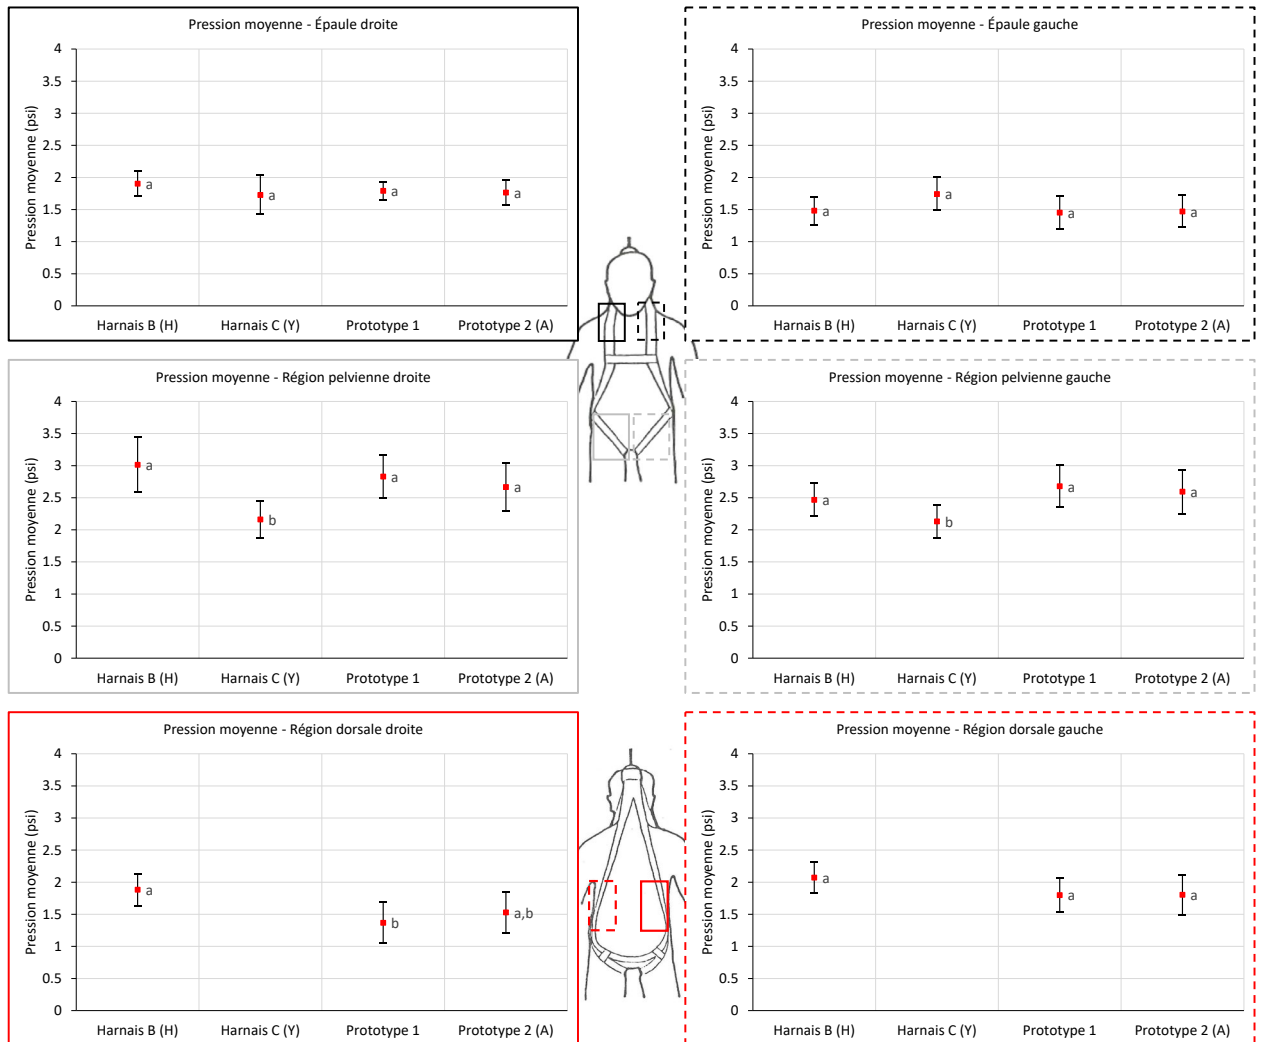 Pression moyenne - Épaule droite
Pression moyenne (psi)
4
3.5
3
2.5
2
1.5
1
0.5
0
a
a
a
a
Harnais B (H) Harnais C (Y) Prototype 1 Prototype 2 (A)
Pression moyenne - Épaule gauche
Pression moyenne (psi)
4
3.5
3
2.5
2
1.5
1
0.5
0
a
a
a
a
Harnais B (H) Harnais C (Y) Prototype 1 Prototype 2 (A)
Pression moyenne - Région pelvienne droite
Pression moyenne (psi)
4
3.5
3
2.5
2
1.5
1
0.5
0
a
b
a
a
Harnais B (H) Harnais C (Y) Prototype 1 Prototype 2 (A)
Pression moyenne - Région pelvienne gauche
Pression moyenne (psi)
4
3.5
3
2.5
2
1.5
1
0.5
0
a
b
a
a
Harnais B (H) Harnais C (Y) Prototype 1 Prototype 2 (A)
Pression moyenne - Région dorsale droite
Pression moyenne (psi)
4
3.5
3
2.5
2
1.5
1
0.5
0
a
b
a,b
Harnais B (H) Harnais C (Y) Prototype 1 Prototype 2 (A)
Pression moyenne - Région dorsale gauche
Pression moyenne (psi)
4
3.5
3
2.5
2
1.5
1
0.5
0
a
a
a
Harnais B (H) Harnais C (Y) Prototype 1 Prototype 2 (A)